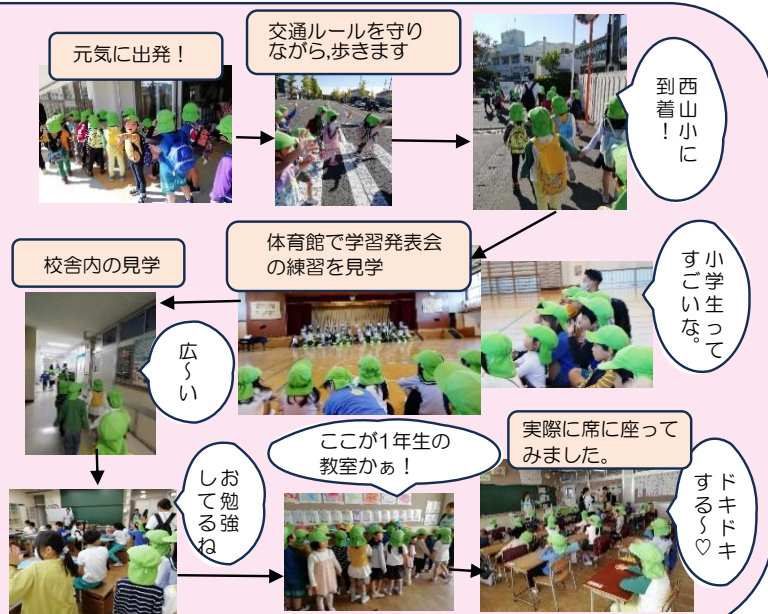 元気に出発！
交通ルールを守り
ながら,歩きます
西山小に
到着！
体育館で学習発表会
の練習を見学
小学生って
すごいな。
校舎内の見学
広～い
お勉強
してるね
ここが1年生の
教室かぁ！
実際に席に座って
みました。
ドキドキ
する～♡